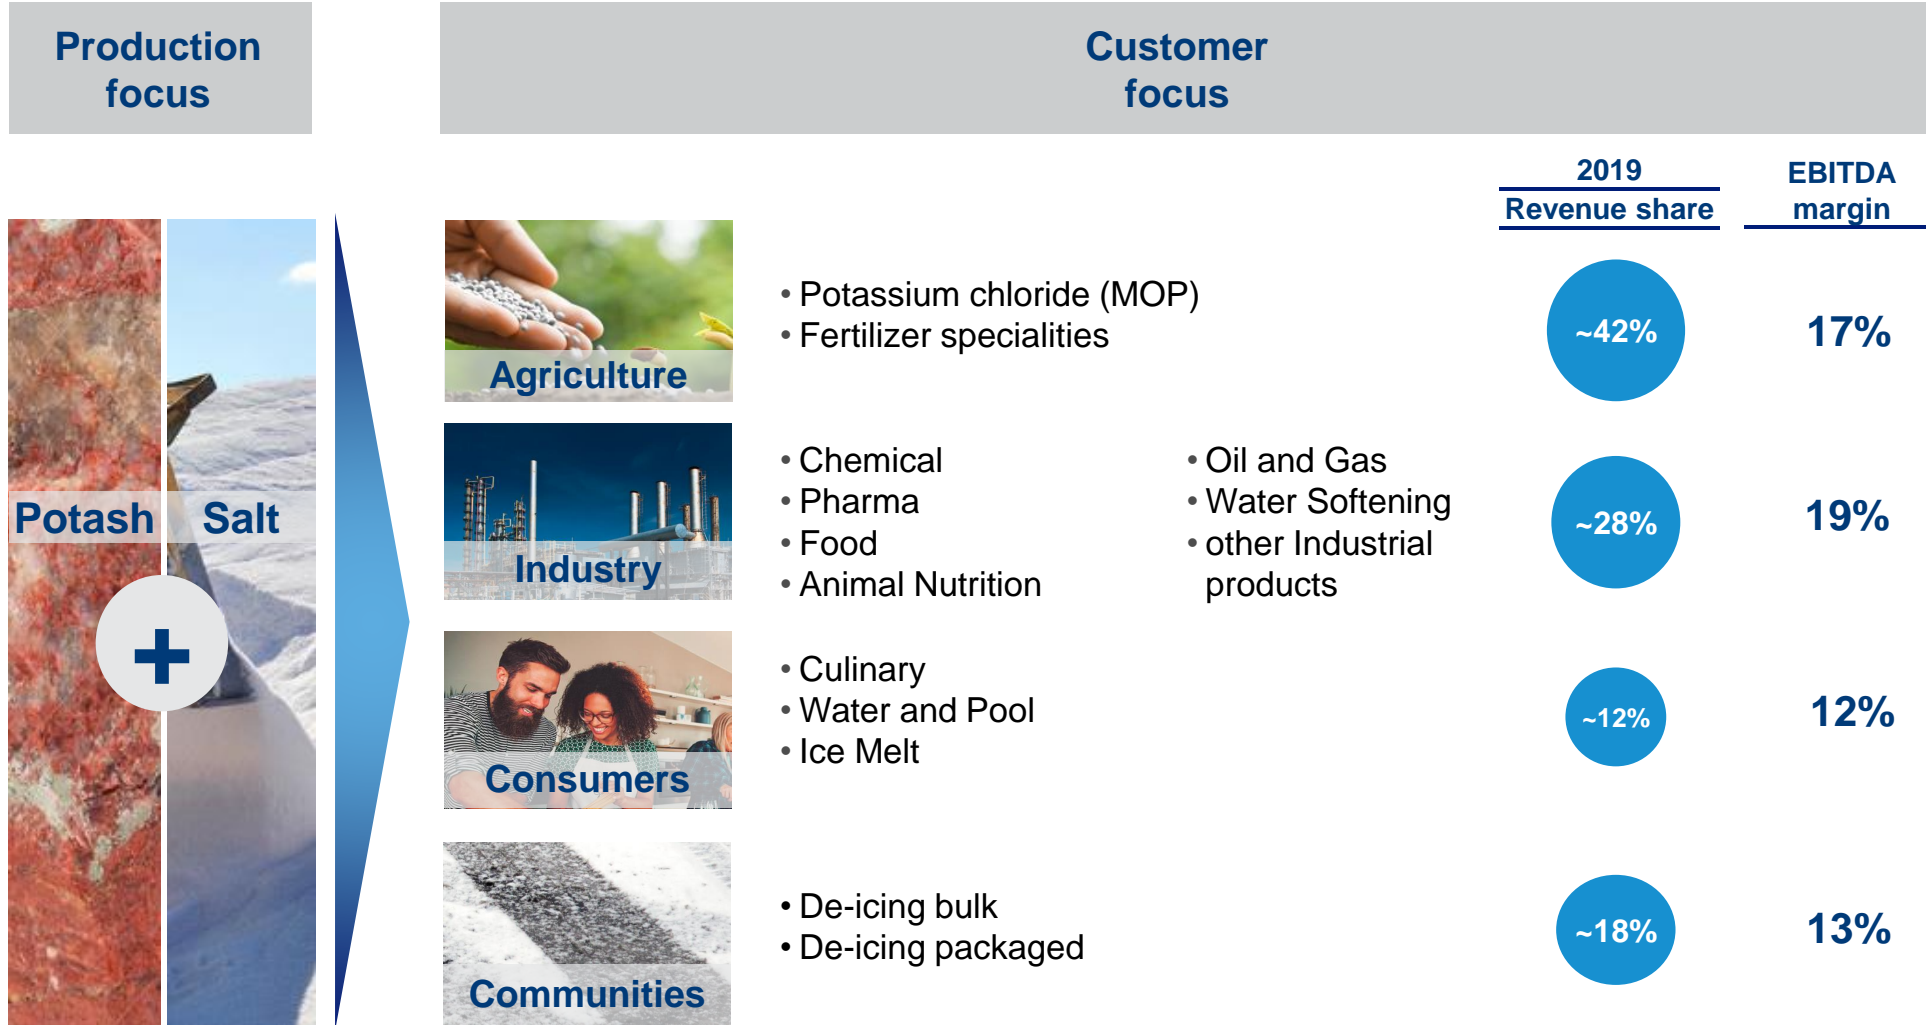 Production
focus
Customer
focus
2019
Revenue share
EBITDA
margin
Potash
Salt
+
Agriculture
• Potassium chloride (MOP)
• Fertilizer specialities
~42%
17%
Industry
• Chemical
• Pharma
• Food
• Animal Nutrition
• Oil and Gas
• Water Softening
• other Industrial
products
~28%
19%
Consumers
• Culinary
• Water and Pool
• Ice Melt
~12%
12%
Communities
• De-icing bulk
• De-icing packaged
~18%
13%